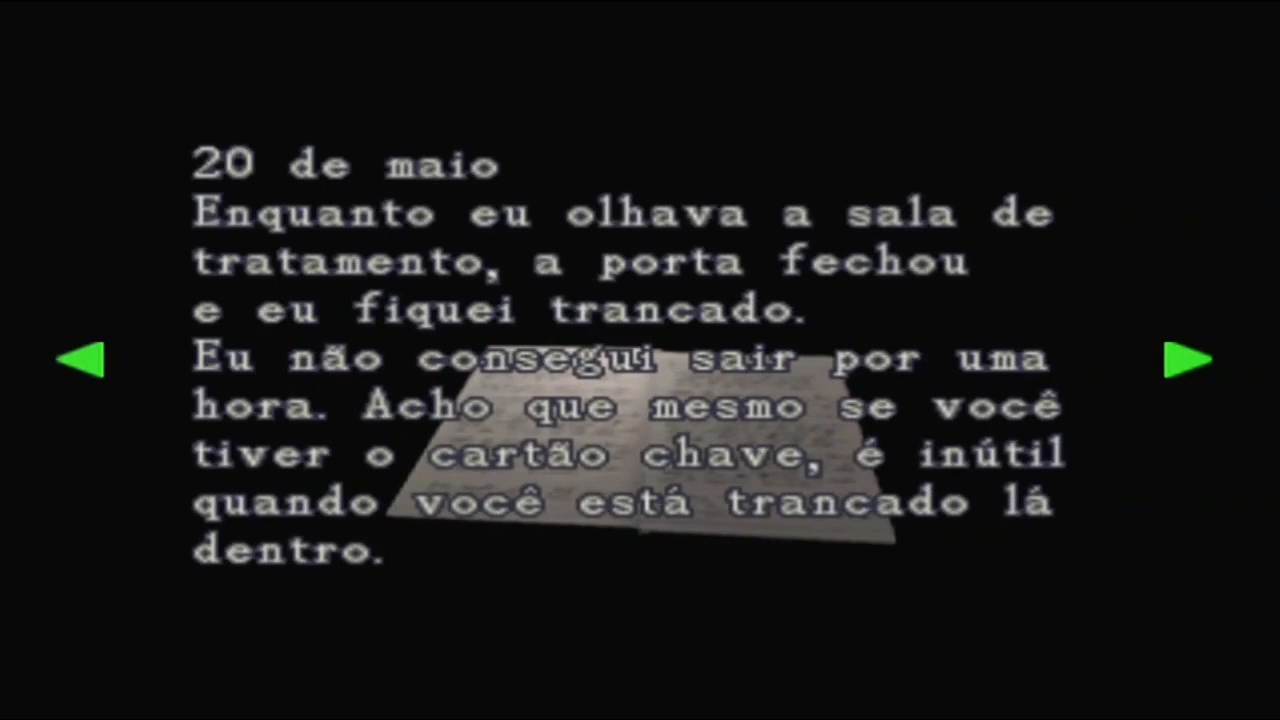 20 de maio
Enquanto eu olhava a sala de
tratamento, a porta fechou
e eu fiquei trancado.
Eu não consegui sair por uma
hora. Acho que mesmo se você
tiver o cartão chave, é inútil
quando você está trancado lá
dentro.